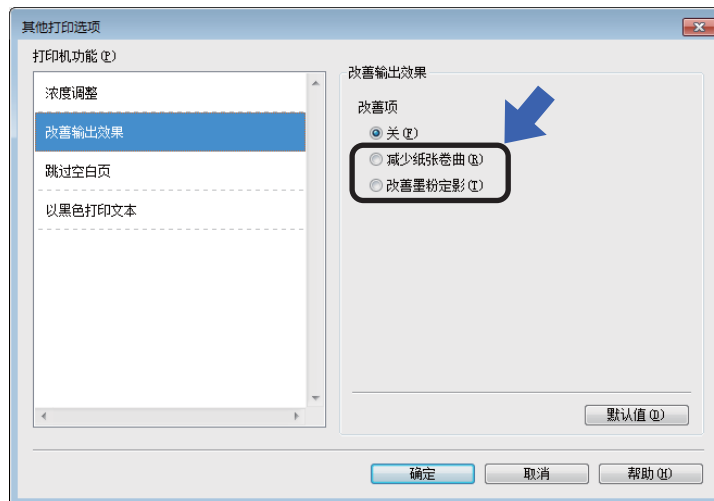 其他打印选项
打印机功能(P)
浓度调整
改善输出效果
跳过空白页
以黑色打印文本
改善输出效果
改善项
关(F)
减少纸张卷曲(R)
改善墨粉定影(T)
默认值(D)
确定
取消
帮助(H)